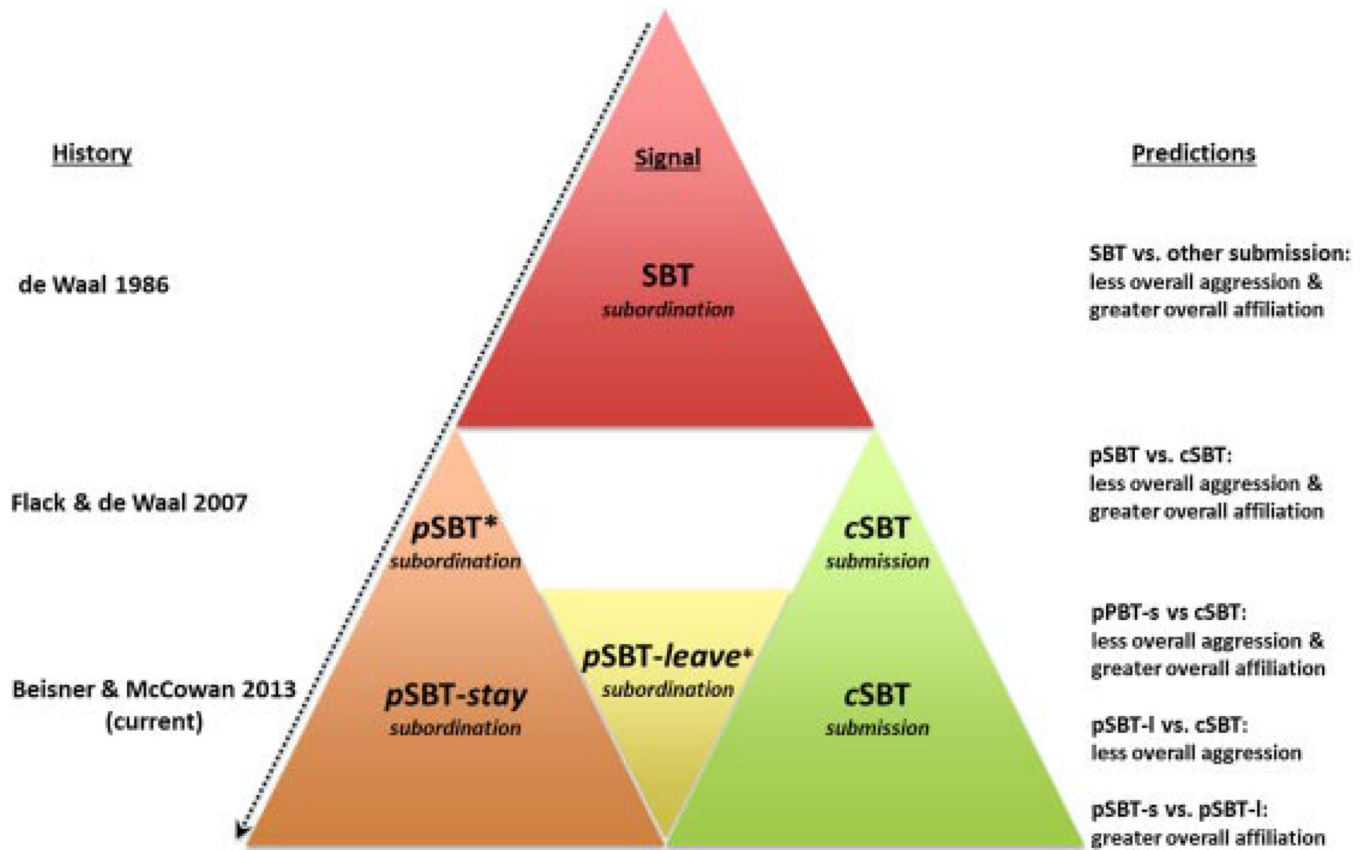 History
Signal
Predictions
de Waal 1986
SBT
subordination
SBT vs. other submission:
less overall aggression &
greater overall affiliation
Flack & de Waal 2007
pSBT*
subordination
cSBT
submission
pSBT vs. cSBT:
less overall aggression &
greater overall affiliation
Beisner & McCowan 2013
(current)
pSBT-stay
subordination
pSBT-leave*
subordination
cSBT
submission
pPBT-s vs cSBT:
less overall aggression &
greater overall affiliation
pSBT-l vs. cSBT:
less overall aggression
pSBT-s vs. pSBT-l:
greater overall affiliation